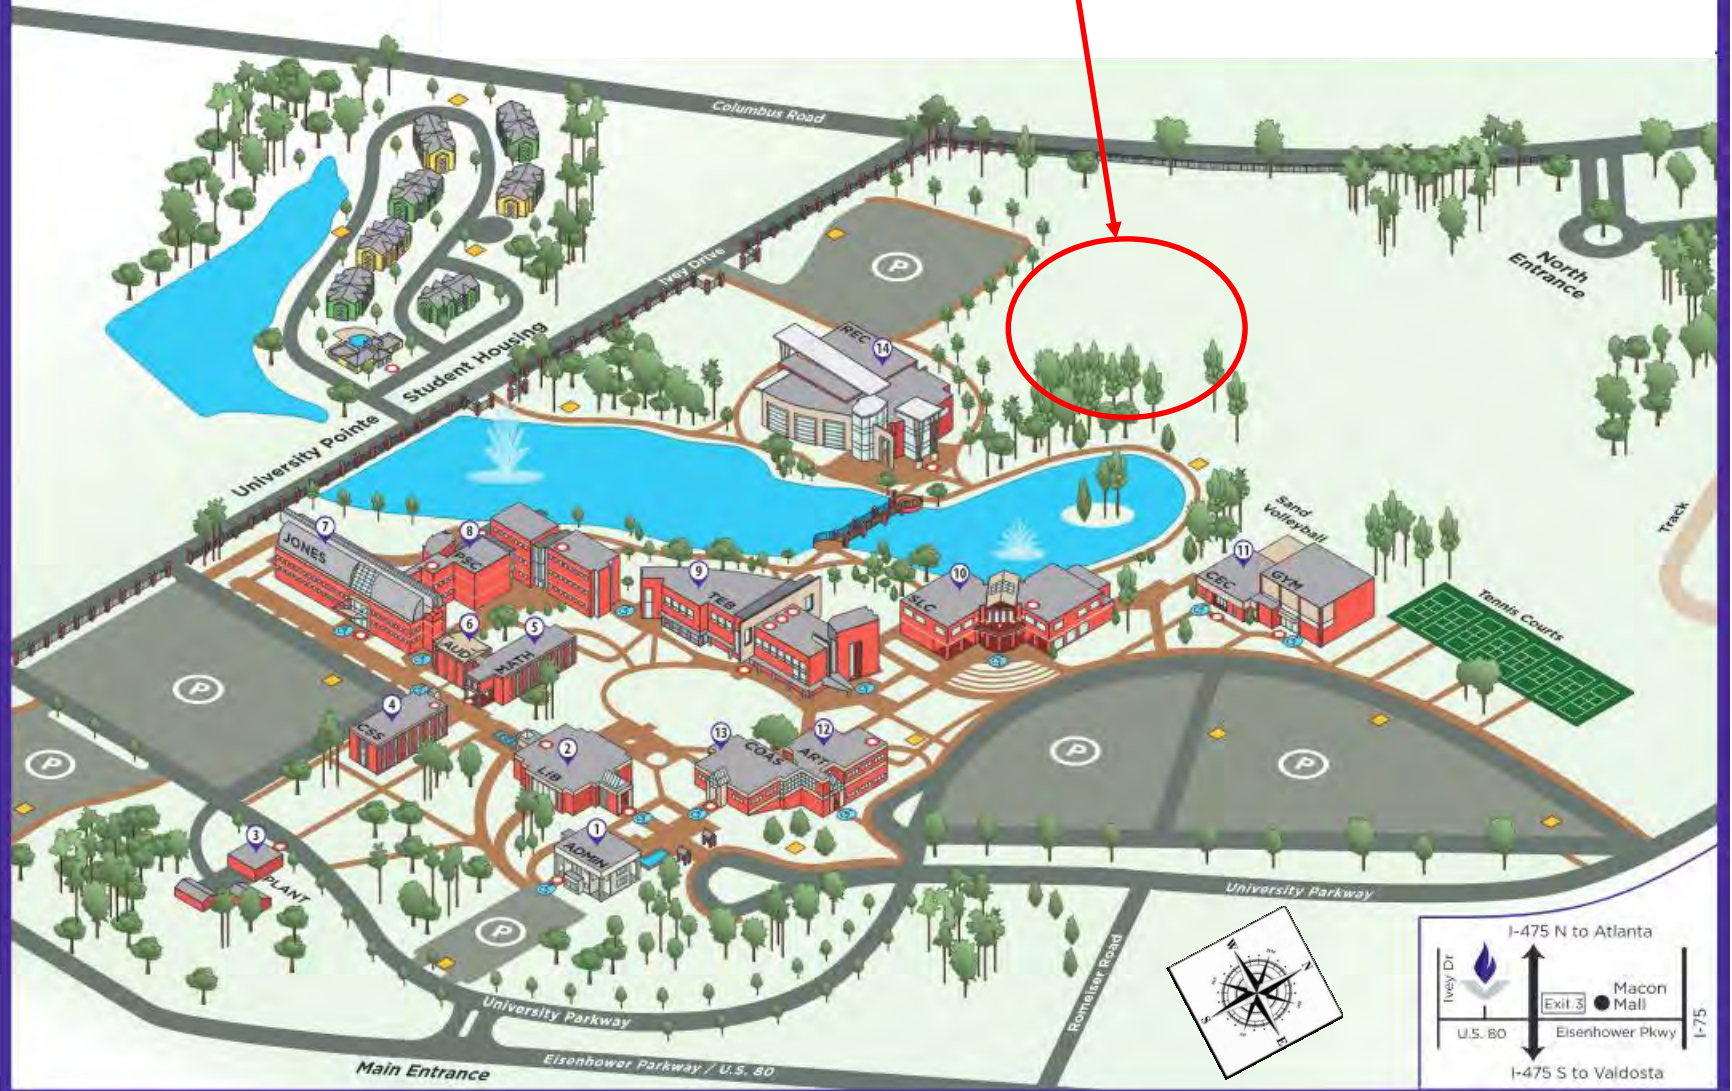 Columbus Road
Ivey Drive
P
North
Entrance
REC
14
Student Housing
University Pointe
Sand
Volleyball
Track
7
JONES
8
PSC
9
TEB
10
SLC
11
CEC
GYM
Tennis Courts
6
AUD
5
MATH
P
4
CSS
2
LIB
13
COAS
12
ART
P
P
P
3
PLANT
1
ADMIN
P
University Parkway
University Parkway
Romeiser Road
Main Entrance
Eisenhower Parkway / U.S. 80
W
N
S
E
I-475 N to Atlanta
Ivey Dr
Exit 3
Macon
Mall
I-75
U.S. 80
Eisenhower Pkwy
I-475 S to Valdosta